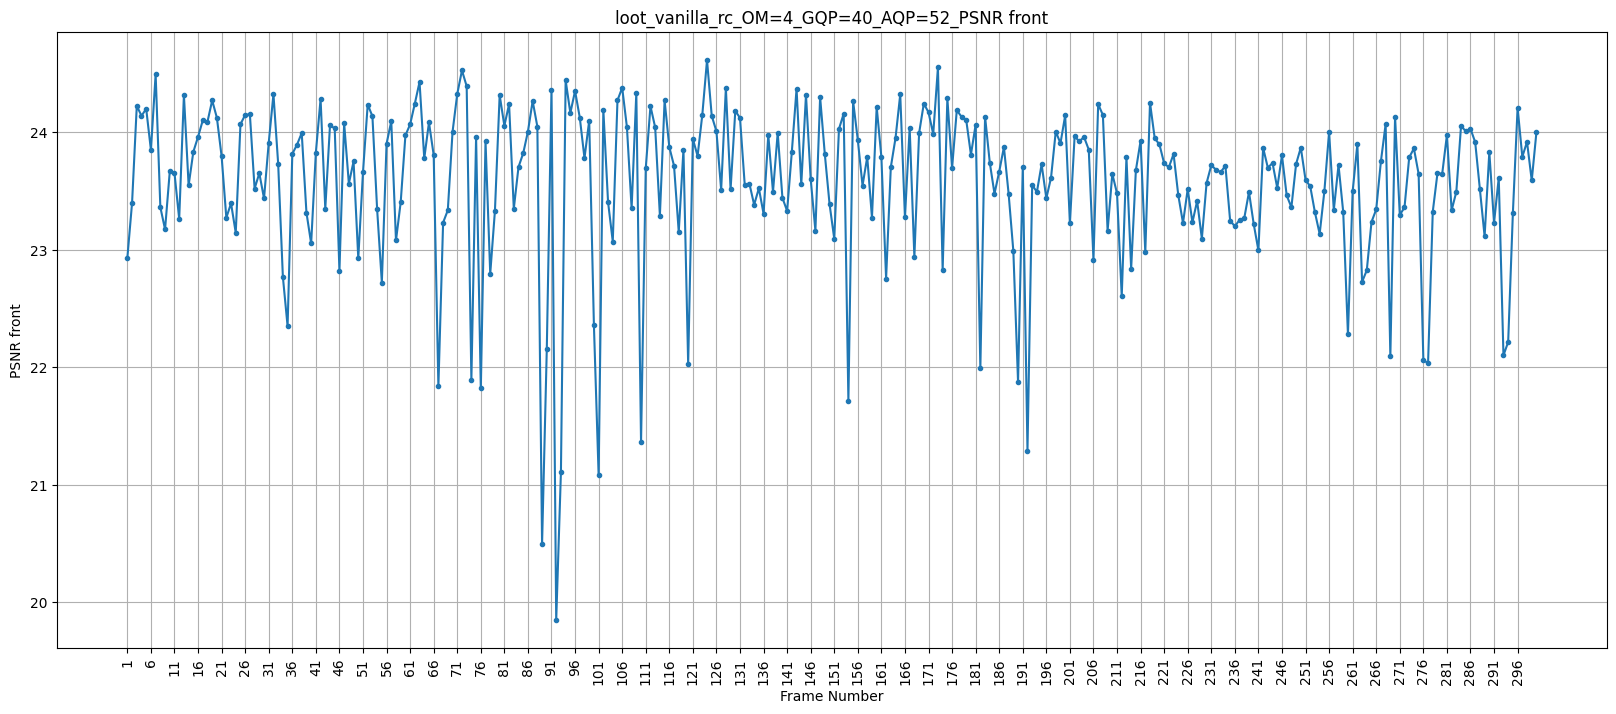 loot_vanilla_rc_OM=4_GQP=40_AQP=52_PSNR front
PSNR front
24
23
22
21
20
1 6 11 16 21 26 31 36 41 46 51 56 61 66 71 76 81 86 91 96 101 106 111 116 121 126 131 136 141 146 151 156 161 166 171 176 181 186 191 196 201 206 211 216 221 226 231 236 241 246 251 256 261 266 271 276 281 286 291 296
Frame Number